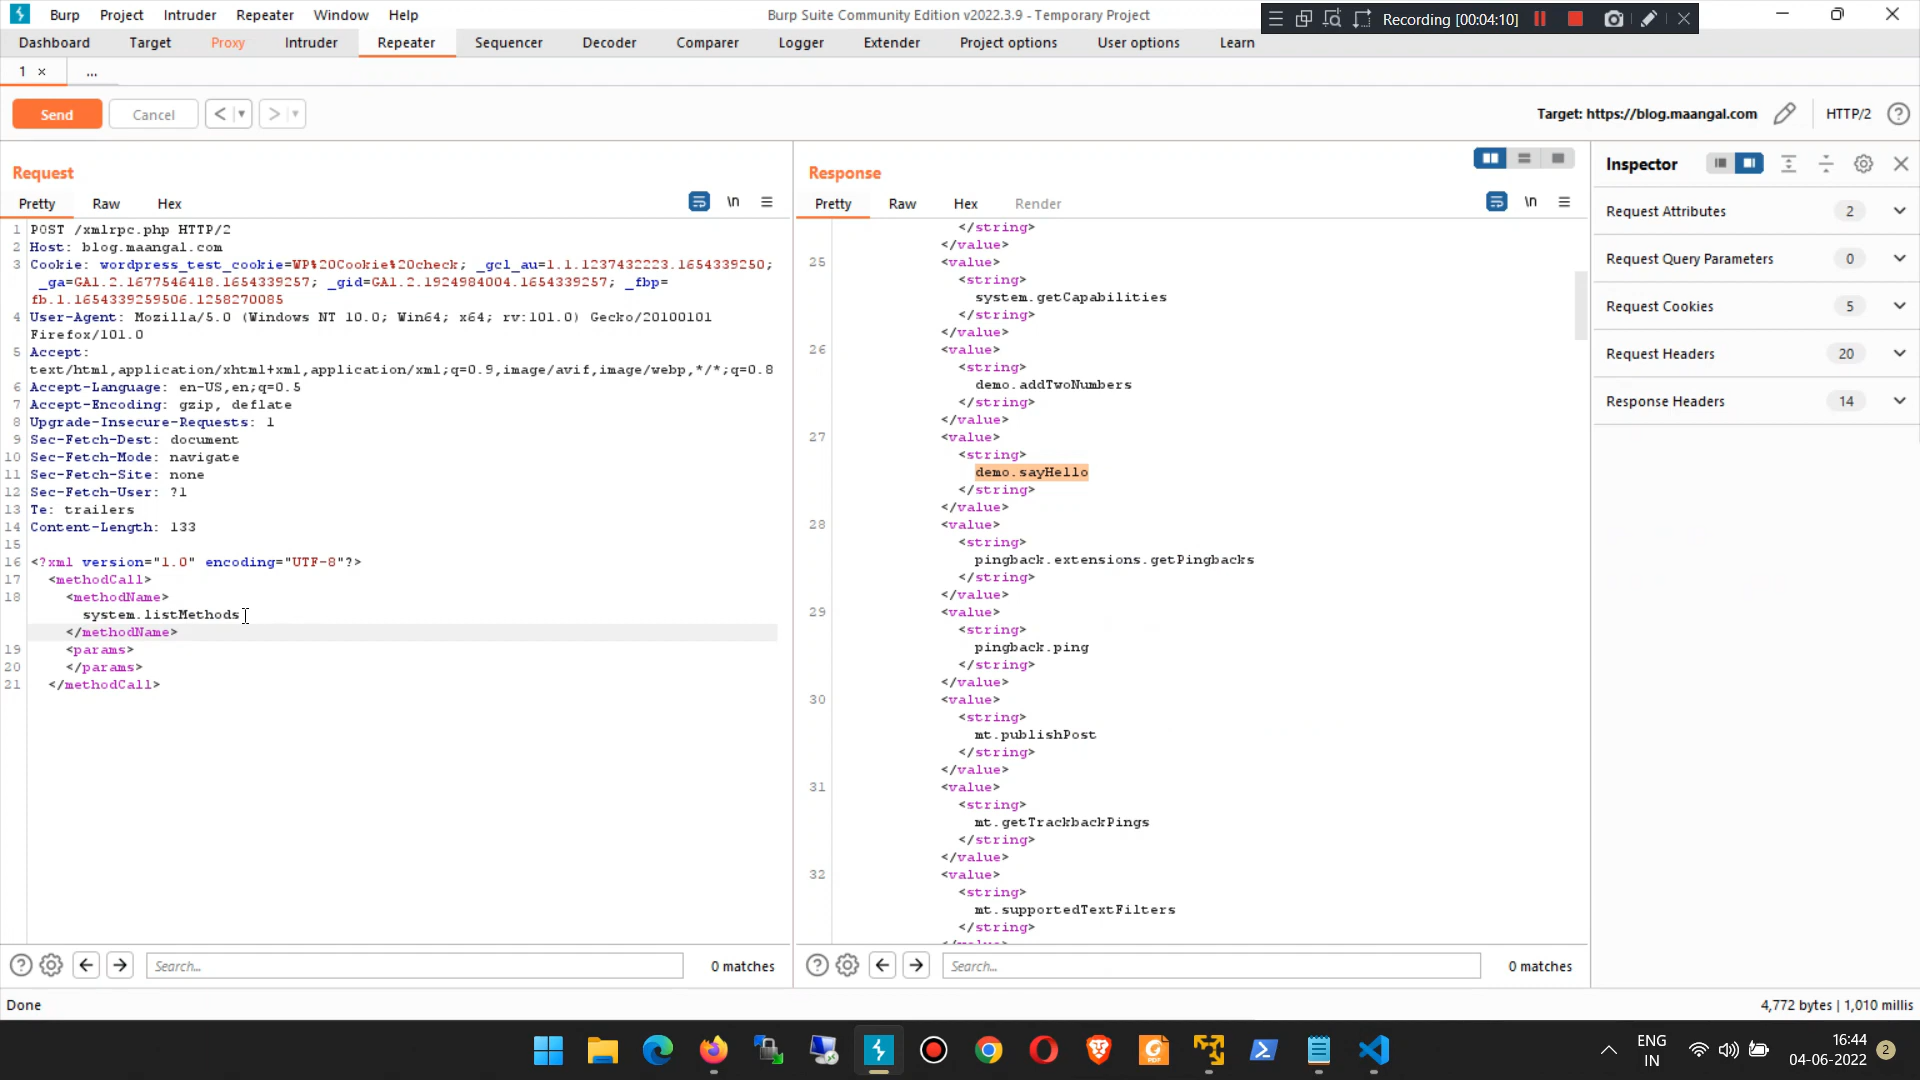 Burp Project Intruder Repeater Window Help
Burp Suite Community Edition v2022.3.9 - Temporary Project
Recording [00:04:10]
Dashboard Target Proxy Intruder Repeater Sequencer Decoder Comparer Logger Extender Project options User options Learn
1 × ...
Send Cancel < >
Target: https://blog.maangal.com HTTP/2
Request
Pretty Raw Hex \n
1 POST /xmlrpc.php HTTP/2
2 Host: blog.maangal.com
3 Cookie: wordpress_test_cookie=WP%20Cookie%20check; _gcl_au=1.1.1237432223.1654339250;
_ga=GA1.2.1677546418.1654339257; _gid=GA1.2.1924984004.1654339257; _fbp=
fb.1.1654339259506.1258270085
4 User-Agent: Mozilla/5.0 (Windows NT 10.0; Win64; x64; rv:101.0) Gecko/20100101
Firefox/101.0
5 Accept:
text/html,application/xhtml+xml,application/xml;q=0.9,image/avif,image/webp,*/*;q=0.8
6 Accept-Language: en-US,en;q=0.5
7 Accept-Encoding: gzip, deflate
8 Upgrade-Insecure-Requests: 1
9 Sec-Fetch-Dest: document
10 Sec-Fetch-Mode: navigate
11 Sec-Fetch-Site: none
12 Sec-Fetch-User: ?1
13 Te: trailers
14 Content-Length: 133
15
16 <?xml version="1.0" encoding="UTF-8"?>
17 <methodCall>
18 <methodName>
system.listMethods
</methodName>
19 <params>
20 </params>
21 </methodCall>
Search... 0 matches
Response
Pretty Raw Hex Render \n
</string>
</value>
25 <value>
<string>
system.getCapabilities
</string>
</value>
26 <value>
<string>
demo.addTwoNumbers
</string>
</value>
27 <value>
<string>
demo.sayHello
</string>
</value>
28 <value>
<string>
pingback.extensions.getPingbacks
</string>
</value>
29 <value>
<string>
pingback.ping
</string>
</value>
30 <value>
<string>
mt.publishPost
</string>
</value>
31 <value>
<string>
mt.getTrackbackPings
</string>
</value>
32 <value>
<string>
mt.supportedTextFilters
</string>
Search... 0 matches
Inspector
Request Attributes 2
Request Query Parameters 0
Request Cookies 5
Request Headers 20
Response Headers 14
Done
4,772 bytes | 1,010 millis
ENG
IN
16:44
04-06-2022
2